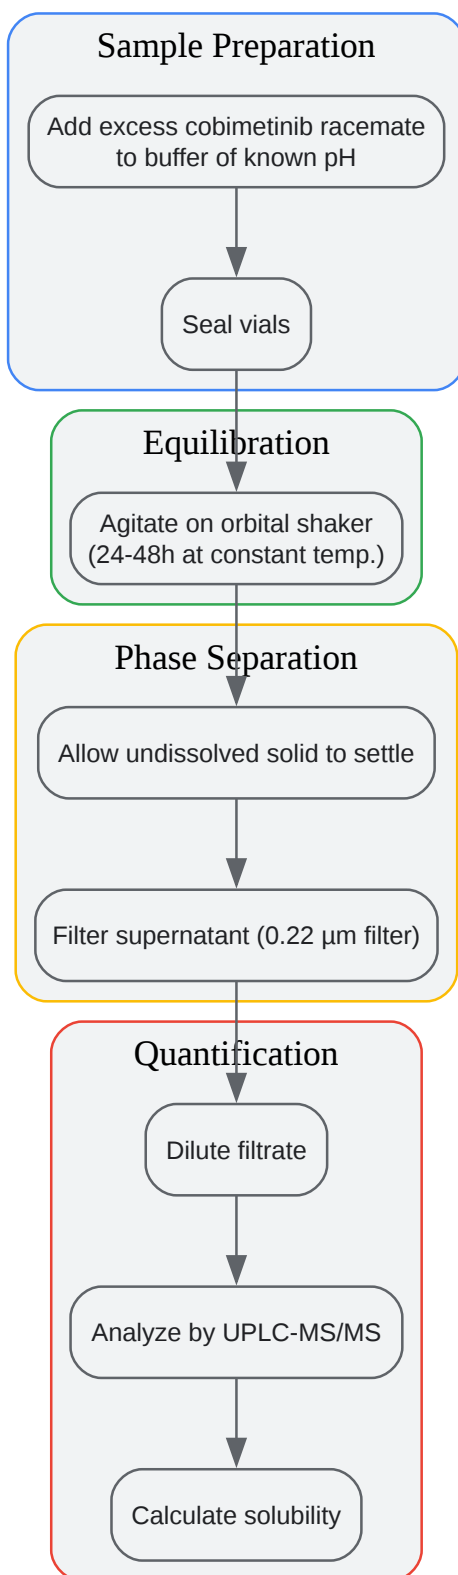 Sample Preparation
Add excess cobimetinib racemate
to buffer of known pH
Seal vials
Equilibration
Agitate on orbital shaker
(24-48h at constant temp.)
Phase Separation
Allow undissolved solid to settle
Filter supernatant (0.22 µm filter)
Quantification
Dilute filtrate
Analyze by UPLC-MS/MS
Calculate solubility